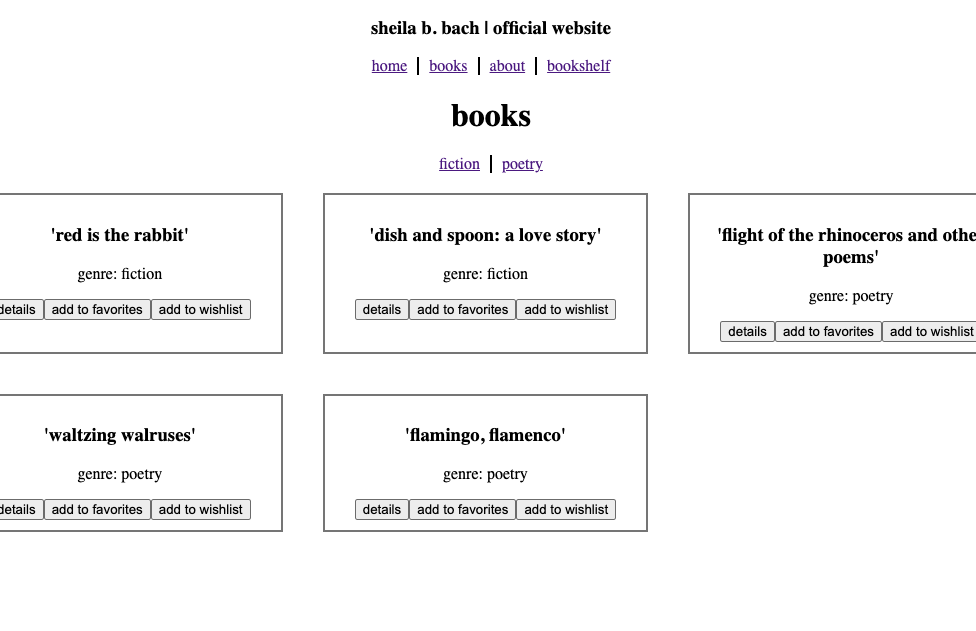 sheila b. bach | official website
home | books | about | bookshelf
books
fiction | poetry
'red is the rabbit'
genre: fiction
details add to favorites add to wishlist
'dish and spoon: a love story'
genre: fiction
details add to favorites add to wishlist
'flight of the rhinoceros and othe
poems'
genre: poetry
details add to favorites add to wishlist
'waltzing walruses'
genre: poetry
details add to favorites add to wishlist
'flamingo, flamenco'
genre: poetry
details add to favorites add to wishlist